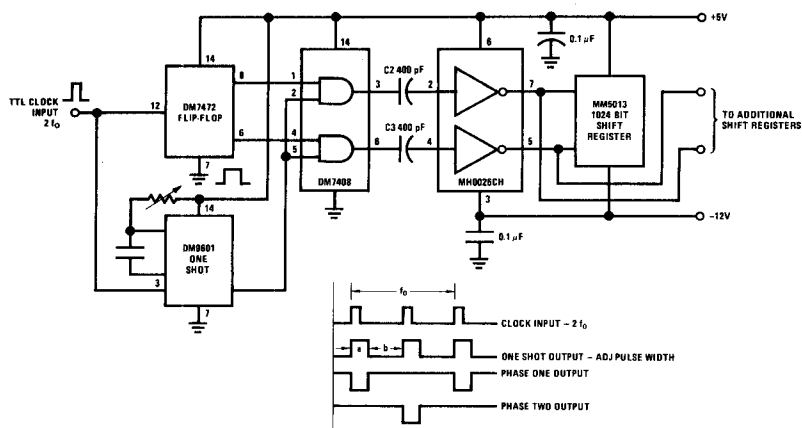 +5V
14
14
6
0.1 µF
C2 400 pF
TTL CLOCK
INPUT
2 f₀
12
DM7472
FLIP-FLOP
8
1
2
3
2
7
MM5013
1024 BIT
SHIFT
REGISTER
TO ADDITIONAL
SHIFT REGISTERS
6
4
5
C3 400 pF
6
4
5
7
DM7408
MH0026CH
3
14
-12V
DM9601
ONE
SHOT
3
0.1 µF
7
f₀
CLOCK INPUT – 2 f₀
a
b
ONE SHOT OUTPUT – ADJ PULSE WIDTH
PHASE ONE OUTPUT
PHASE TWO OUTPUT